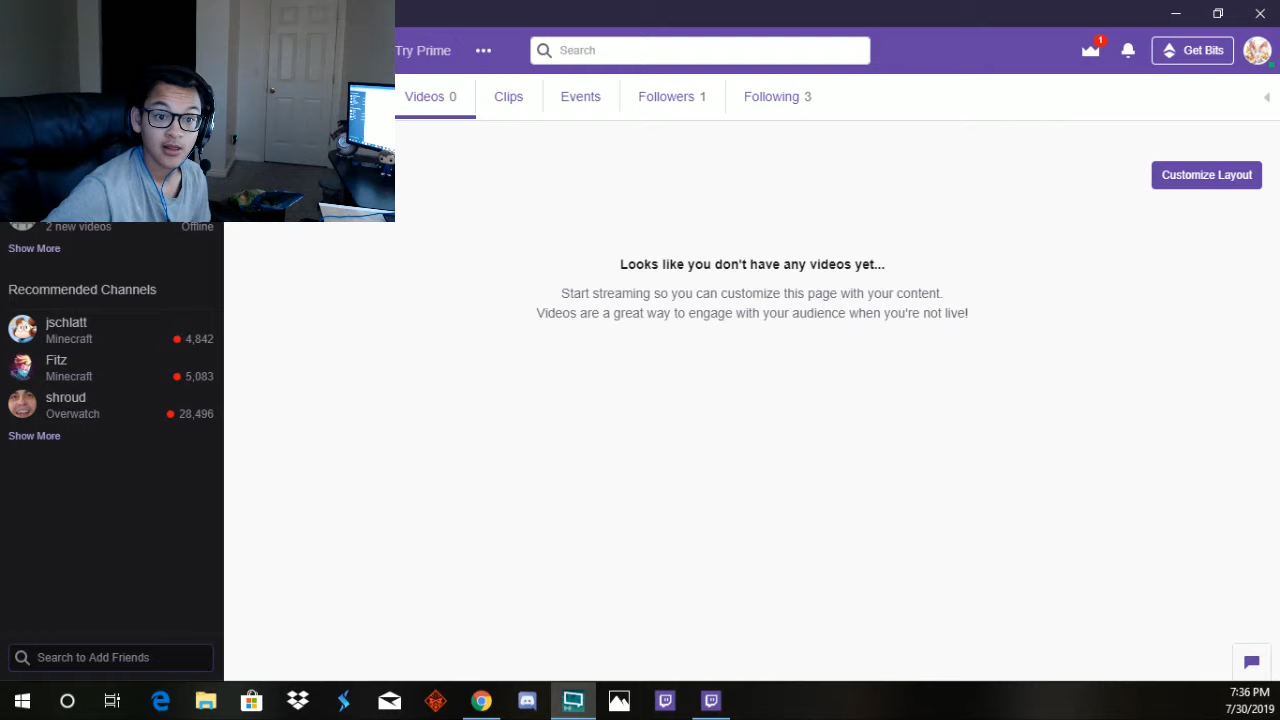 Try Prime
Search
1
Get Bits
Videos 0
Clips
Events
Followers 1
Following 3
Customize Layout
2 new videos Offline
Show More
Recommended Channels
jschlatt
Minecraft 4,842
Fitz
Minecraft 5,083
shroud
Overwatch 28,496
Show More
Looks like you don't have any videos yet...
Start streaming so you can customize this page with your content.
Videos are a great way to engage with your audience when you're not live!
Search to Add Friends
7:36 PM
7/30/2019